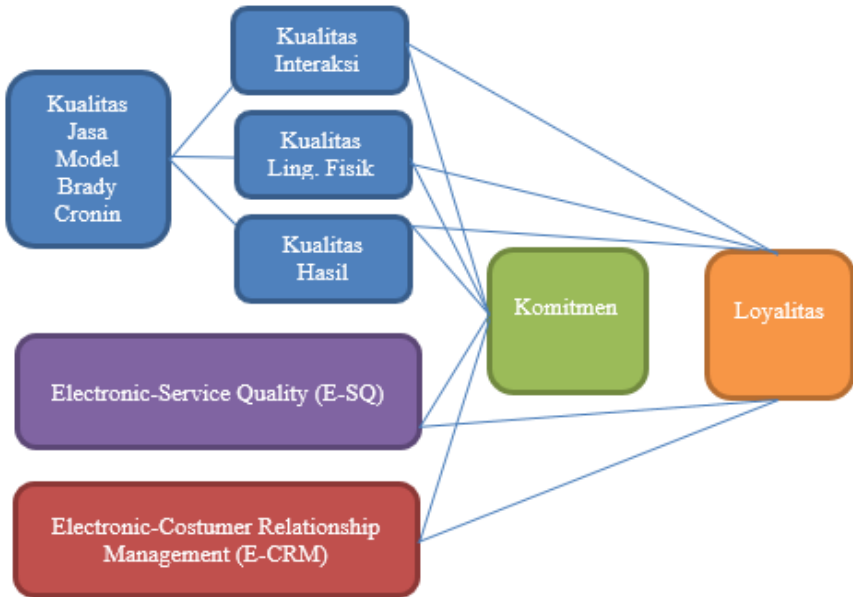 Kualitas
Jasa
Model
Brady
Cronin
Kualitas
Interaksi
Kualitas
Ling. Fisik
Kualitas
Hasil
Komitmen
Loyalitas
Electronic-Service Quality (E-SQ)
Electronic-Costumer Relationship
Management (E-CRM)